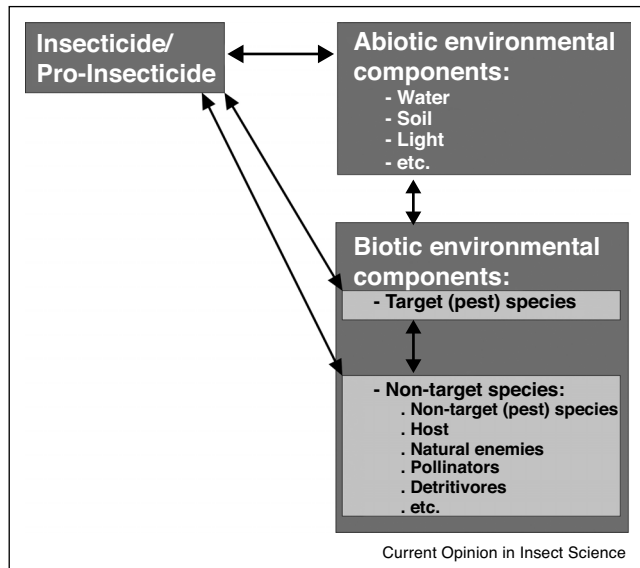 Insecticide/
Pro-Insecticide
Abiotic environmental
components:
- Water
- Soil
- Light
- etc.
Biotic environmental
components:
- Target (pest) species
- Non-target species:
. Non-target (pest) species
. Host
. Natural enemies
. Pollinators
. Detritivores
. etc.
Current Opinion in Insect Science